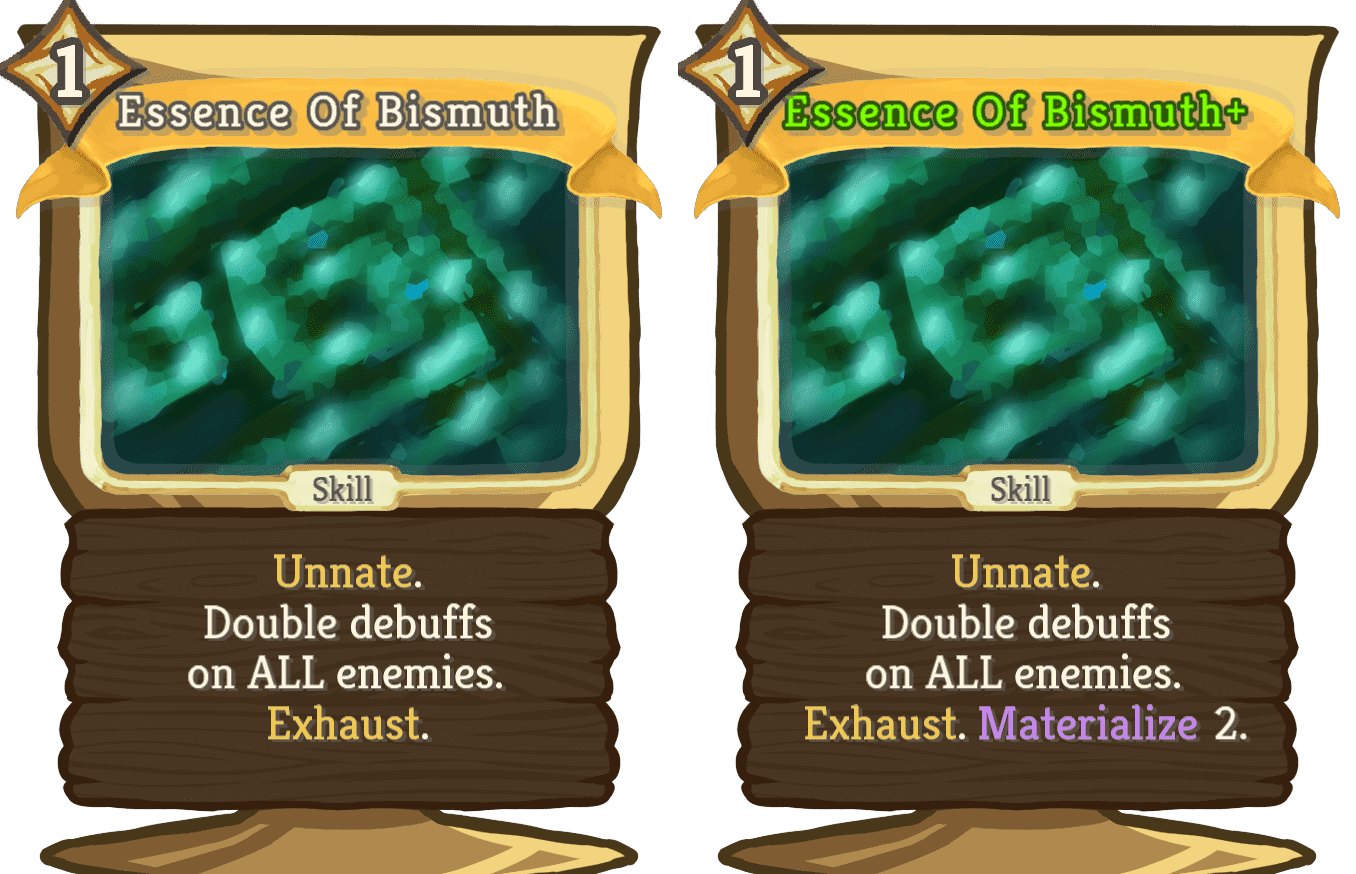 1
Essence Of Bismuth
Skill
Unnate.
Double debuffs
on ALL enemies.
Exhaust.
1
Essence Of Bismuth+
Skill
Unnate.
Double debuffs
on ALL enemies.
Exhaust. Materialize 2.